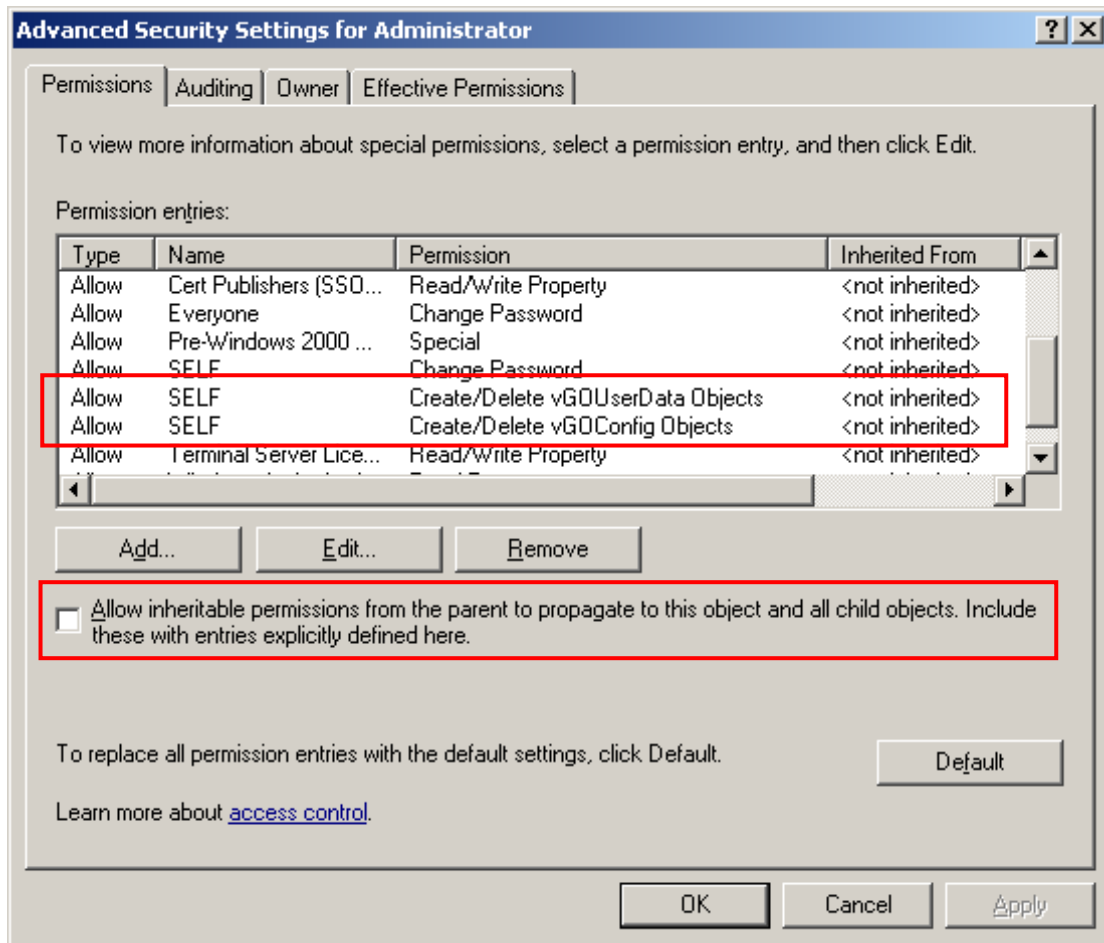 Advanced Security Settings for Administrator
Permissions Auditing Owner Effective Permissions
To view more information about special permissions, select a permission entry, and then click Edit.
Permission entries:
Type Name Permission Inherited From
Allow Cert Publishers (SSO... Read/Write Property <not inherited>
Allow Everyone Change Password <not inherited>
Allow Pre-Windows 2000 ... Special <not inherited>
Allow SELF Change Password <not inherited>
Allow SELF Create/Delete vGOUserData Objects <not inherited>
Allow SELF Create/Delete vGOConfig Objects <not inherited>
Allow Terminal Server Lice... Read/Write Property <not inherited>
Add... Edit... Remove
Allow inheritable permissions from the parent to propagate to this object and all child objects. Include
these with entries explicitly defined here.
To replace all permission entries with the default settings, click Default.
Default
Learn more about access control.
OK Cancel Apply